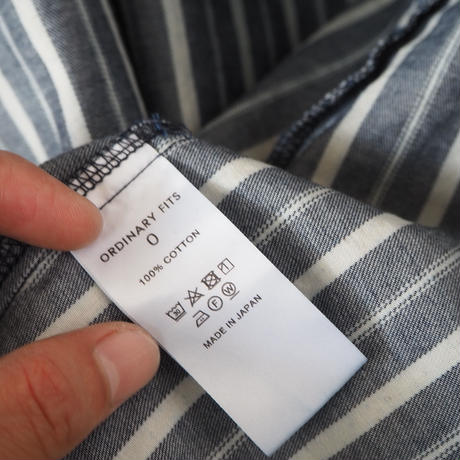 ORDINARY FITS
0
100% COTTON
MADE IN JAPAN